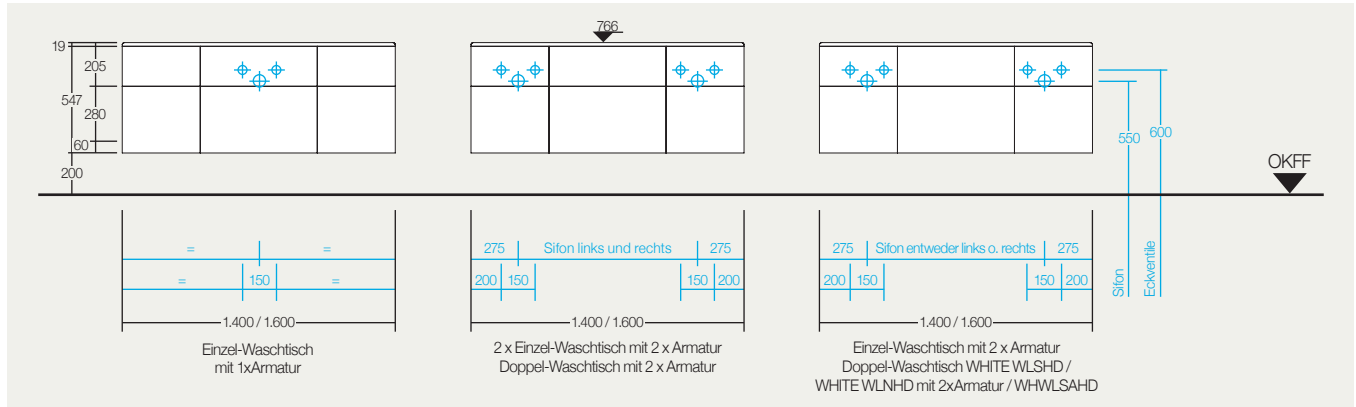 766
19
205
547
280
60
200
550
600
OKFF
= =
275 Sifon links und rechts 275
275 Sifon entweder links o. rechts 275
= 150 =
200 150 150 200
200 150 150 200
Sifon
Eckventile
1.400 / 1.600
1.400 / 1.600
1.400 / 1.600
Einzel-Waschtisch
mit 1xArmatur
2 x Einzel-Waschtisch mit 2 x Armatur
Doppel-Waschtisch mit 2 x Armatur
Einzel-Waschtisch mit 2 x Armatur
Doppel-Waschtisch WHITE WLSHD /
WHITE WLNHD mit 2xArmatur / WHWLSAHD